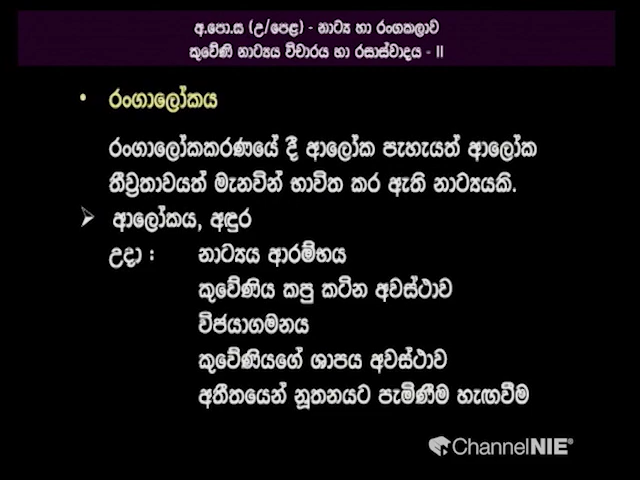 අ.පො.ස (උ/පෙළ) - නාට්‍ය හා රංගකලාව
කුවේණි නාට්‍යය විචාරය හා රසාස්වාදය - II
• රංගාලෝකය
රංගාලෝකකරණයේ දී ආලෝක පැහැයත් ආලෝක
තීව්‍රතාවයත් මැනවින් භාවිත කර ඇති නාට්‍යයකි.
➢ ආලෝකය, අඳුර
උදා : නාට්‍යය ආරම්භය
කුවේණිය කපු කටින අවස්ථාව
විජයාගමනය
කුවේණියගේ ශාපය අවස්ථාව
අතීතයෙන් නූතනයට පැමිණීම හැඟවීම
ChannelNIE®